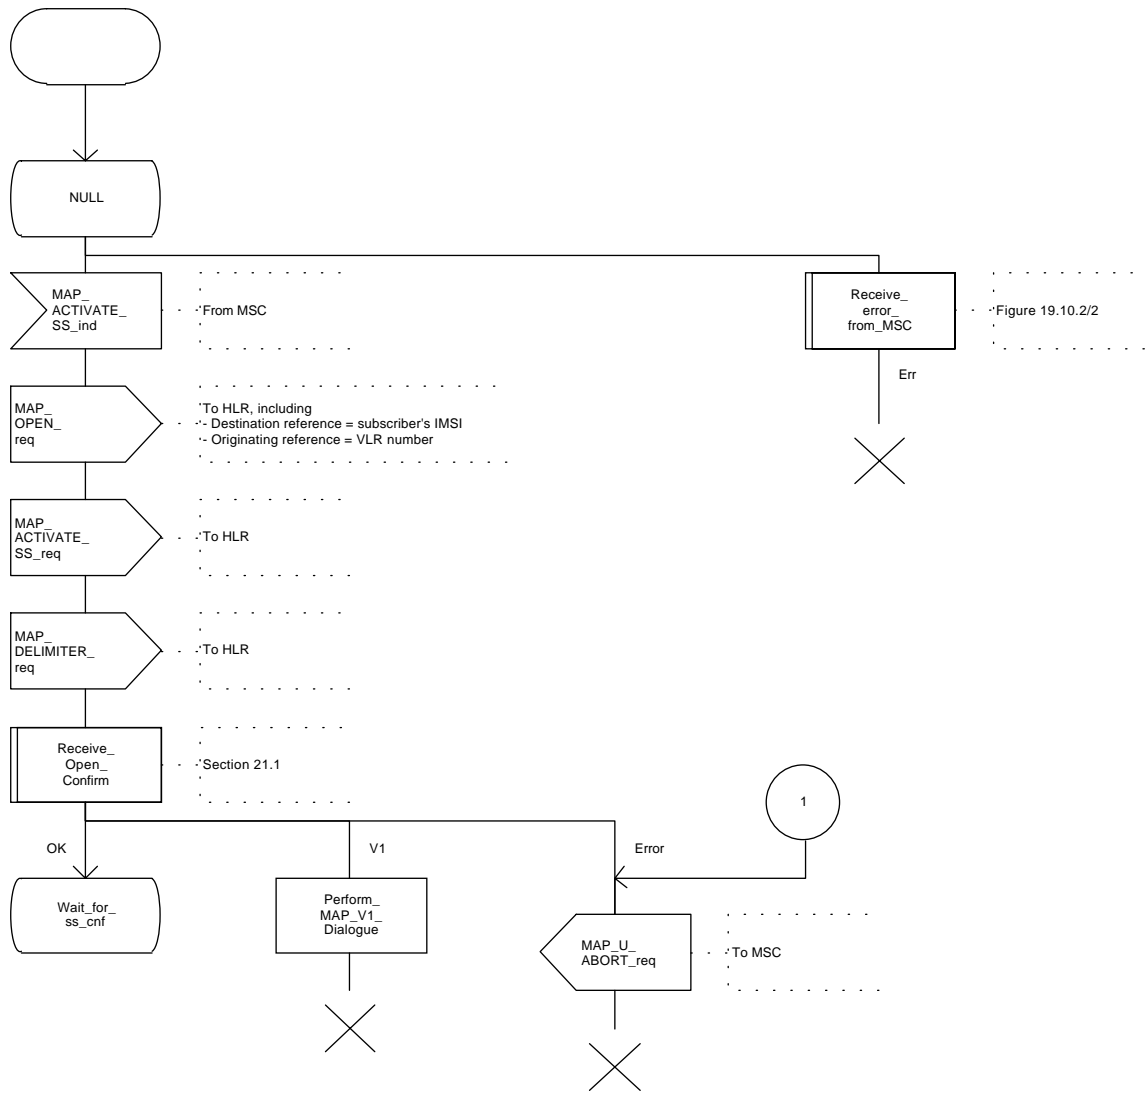 NULL
MAP_
ACTIVATE_
SS_ind
From MSC
Receive_
error_
from_MSC
Figure 19.10.2/2
Err
MAP_
OPEN_
req
To HLR, including
- Destination reference = subscriber's IMSI
- Originating reference = VLR number
MAP_
ACTIVATE_
SS_req
To HLR
MAP_
DELIMITER_
req
To HLR
Receive_
Open_
Confirm
Section 21.1
1
OK
V1
Error
Wait_for_
ss_cnf
Perform_
MAP_V1_
Dialogue
MAP_U_
ABORT_req
To MSC